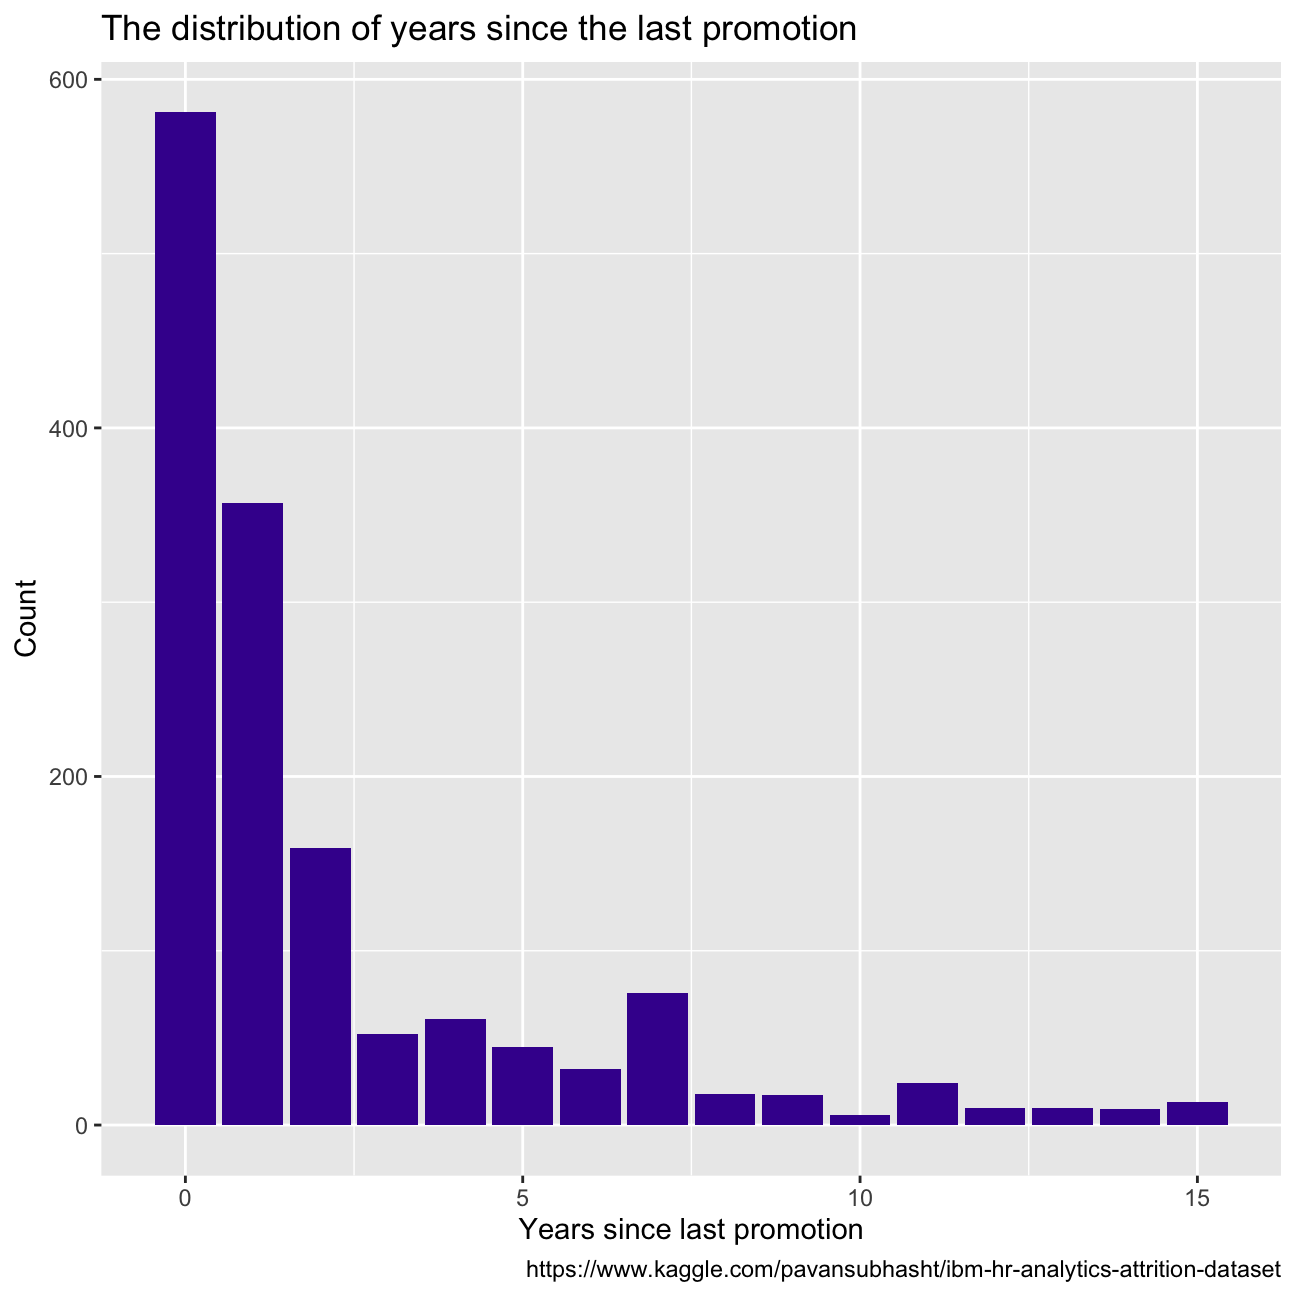 The distribution of years since the last promotion
600
400
200
0
Count
0 5 10 15
Years since last promotion
https://www.kaggle.com/pavansubhasht/ibm-hr-analytics-attrition-dataset